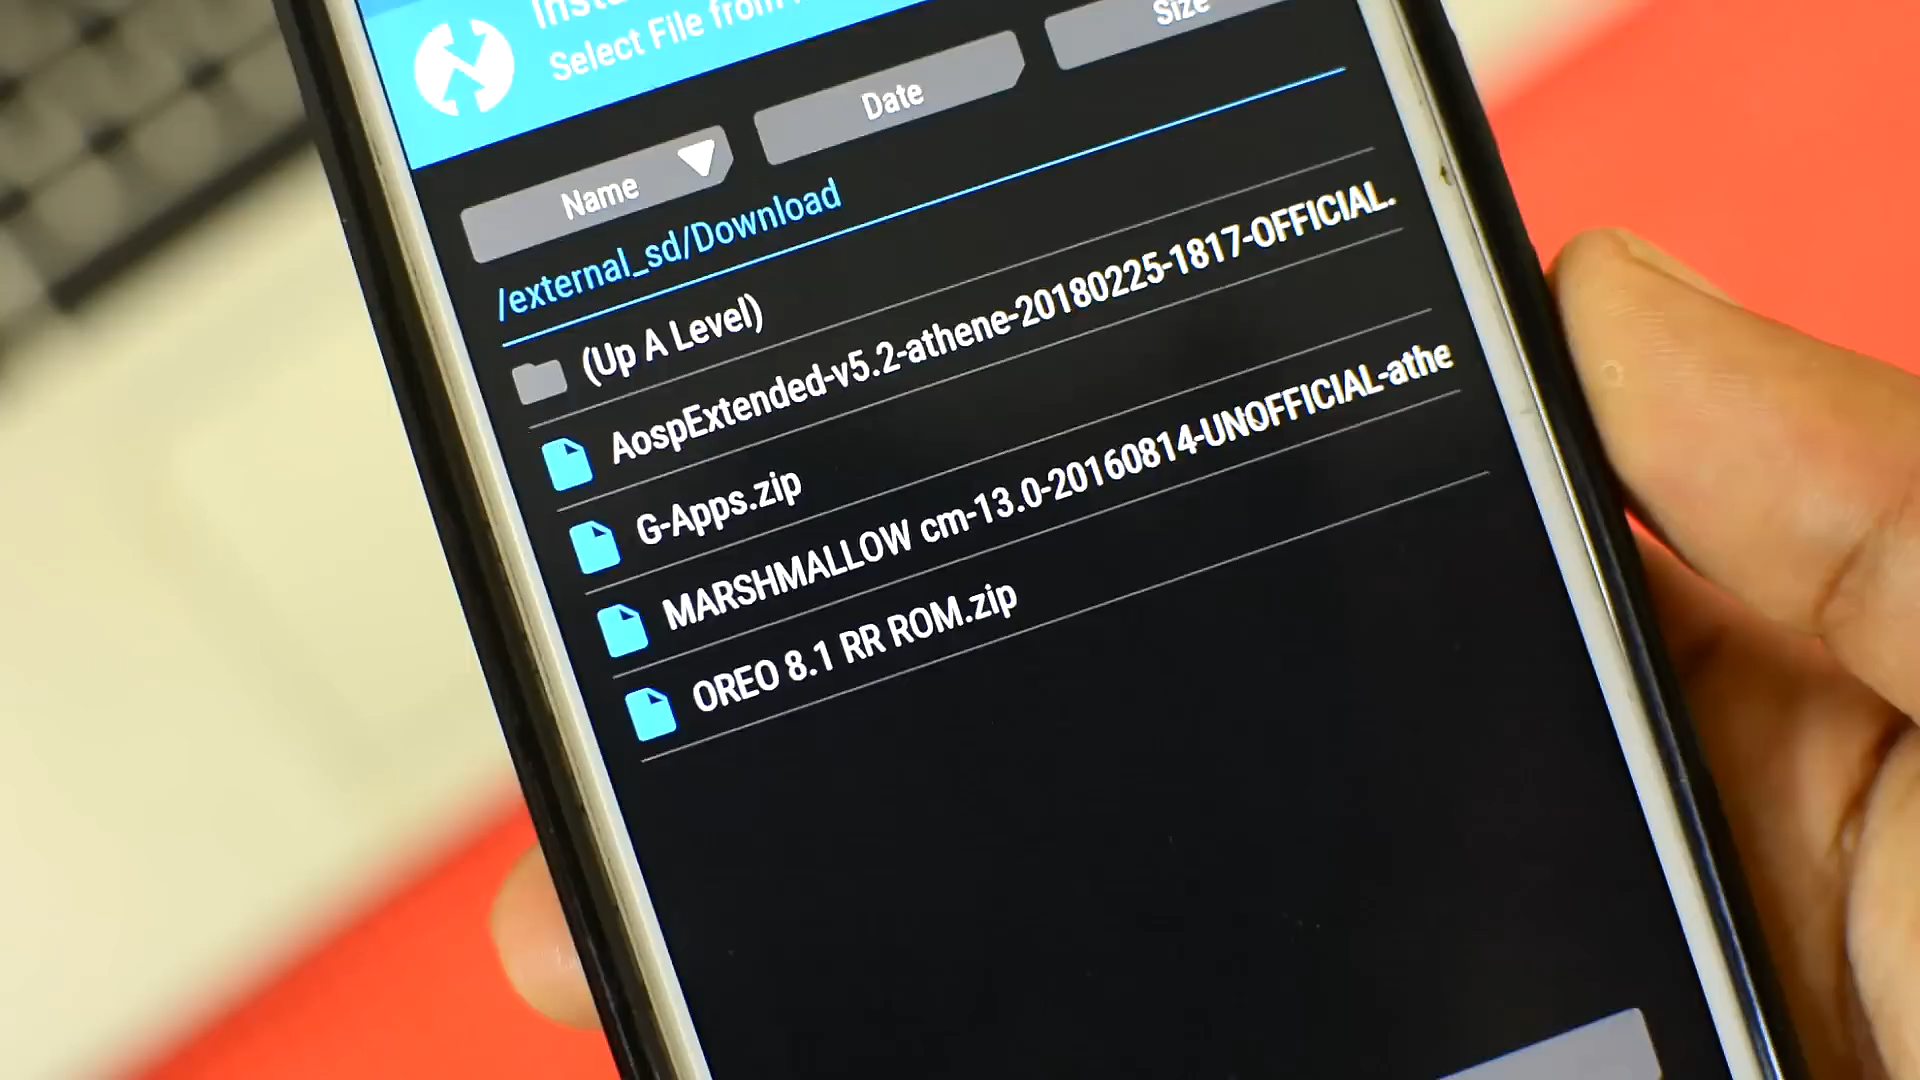 Select File from
Name
Date
Size
/external_sd/Download
(Up A Level)
AospExtended-v5.2-athene-20180225-1817-OFFICIAL.
G-Apps.zip
MARSHMALLOW cm-13.0-20160814-UNOFFICIAL-athe
OREO 8.1 RR ROM.zip